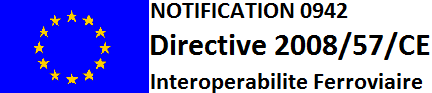 NOTIFICATION 0942
Directive 2008/57/CE
Interoperabilite Ferroviaire